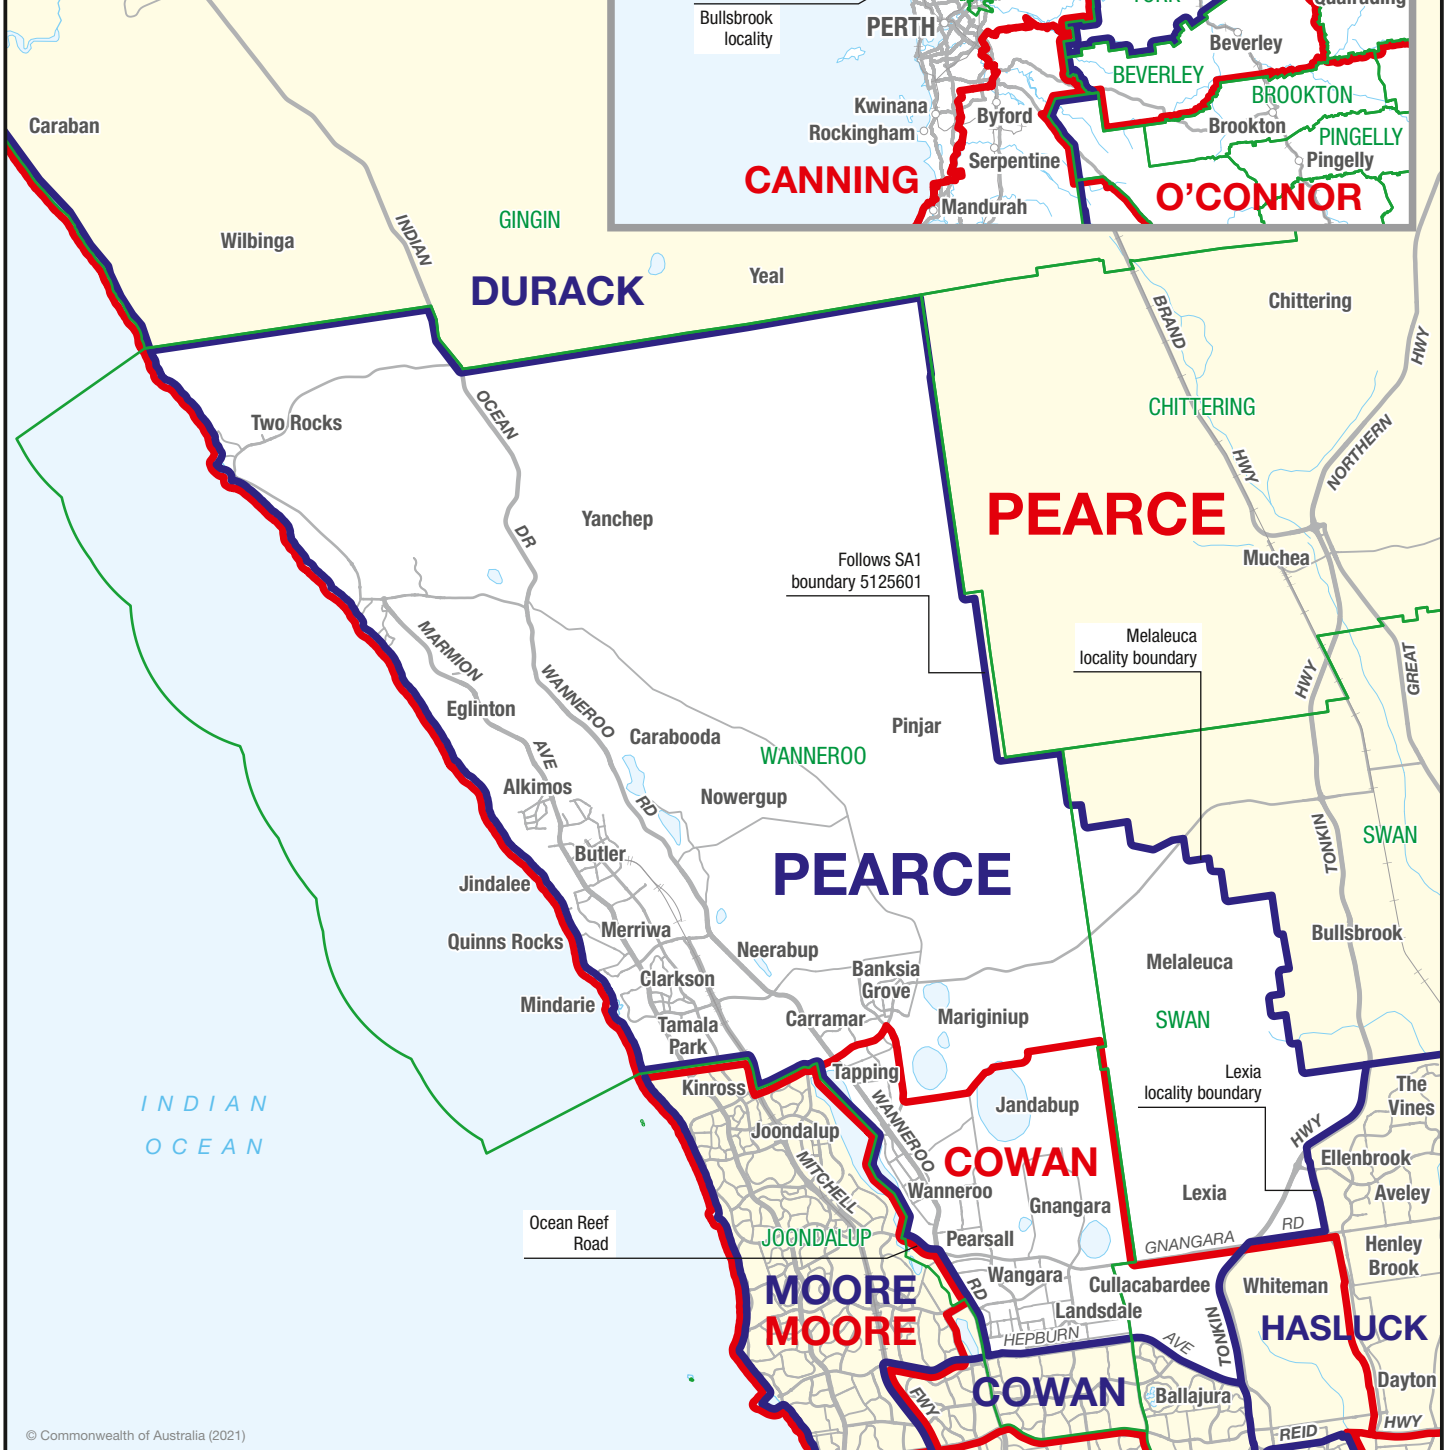 Bullsbrook
locality
PERTH
Beverley
BEVERLEY
BROOKTON
Kwinana
Byford
Brookton
Rockingham
PINGELLY
Serpentine
Pingelly
CANNING
O'CONNOR
Mandurah
Caraban
Wilbinga
INDIAN
GINGIN
DURACK
Yeal
Chittering
BRAND
HWY
Two Rocks
OCEAN
CHITTERING
NORTHERN
HWY
Yanchep
DR
PEARCE
Follows SA1
boundary 5125601
Muchea
MARMION
Melaleuca
locality boundary
HWY
GREAT
WANNEROO
Eglinton
Carabooda
Pinjar
WANNEROO
AVE
Alkimos
Nowergup
RD
SWAN
TONKIN
Butler
PEARCE
Jindalee
Merriwa
Quinns Rocks
Neerabup
Bullsbrook
Banksia
Grove
Melaleuca
Clarkson
Mindarie
Carramar
Mariginiup
SWAN
Tamala
Park
Tapping
Kinross
Lexia
locality boundary
The
Vines
INDIAN
OCEAN
Jandabup
WANNEROO
Joondalup
HWY
COWAN
Ellenbrook
MITCHELL
Wanneroo
Gnangara
Lexia
Aveley
Ocean Reef
Road
JOONDALUP
Pearsall
GNANGARA
RD
Henley
Brook
Wangara
Cullacabardee
Whiteman
RD
MOORE
MOORE
Landsdale
HEPBURN
AVE
TONKIN
HASLUCK
COWAN
Ballajura
Dayton
FWY
REID
HWY
© Commonwealth of Australia (2021)